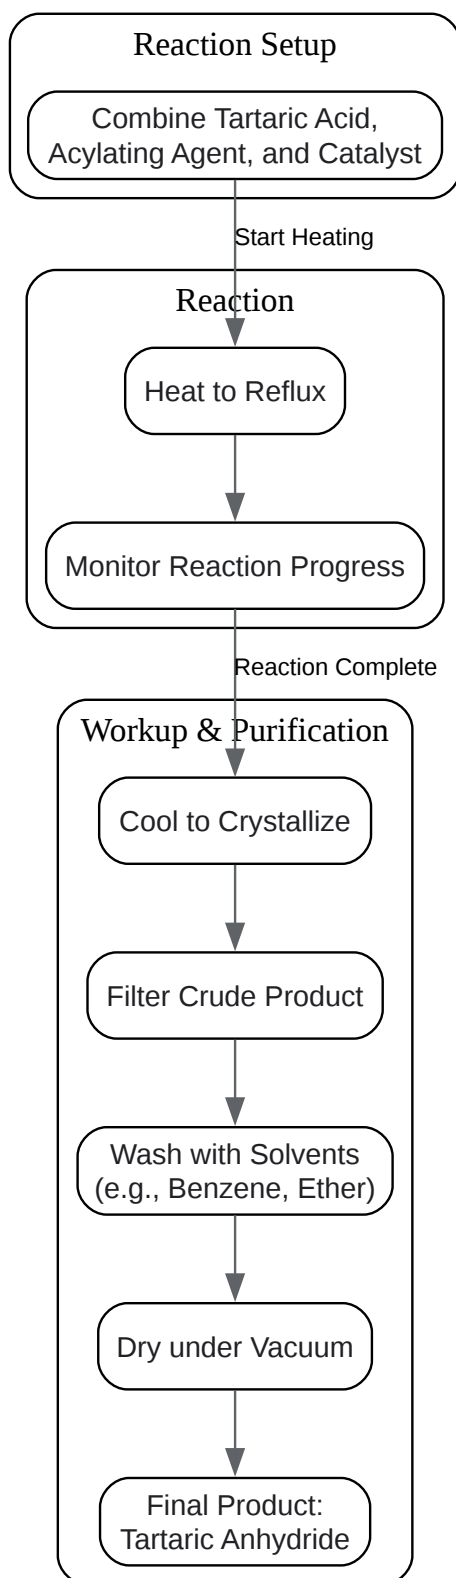 Reaction Setup
Combine Tartaric Acid,
Acylating Agent, and Catalyst
Start Heating
Reaction
Heat to Reflux
Monitor Reaction Progress
Reaction Complete
Workup & Purification
Cool to Crystallize
Filter Crude Product
Wash with Solvents
(e.g., Benzene, Ether)
Dry under Vacuum
Final Product:
Tartaric Anhydride